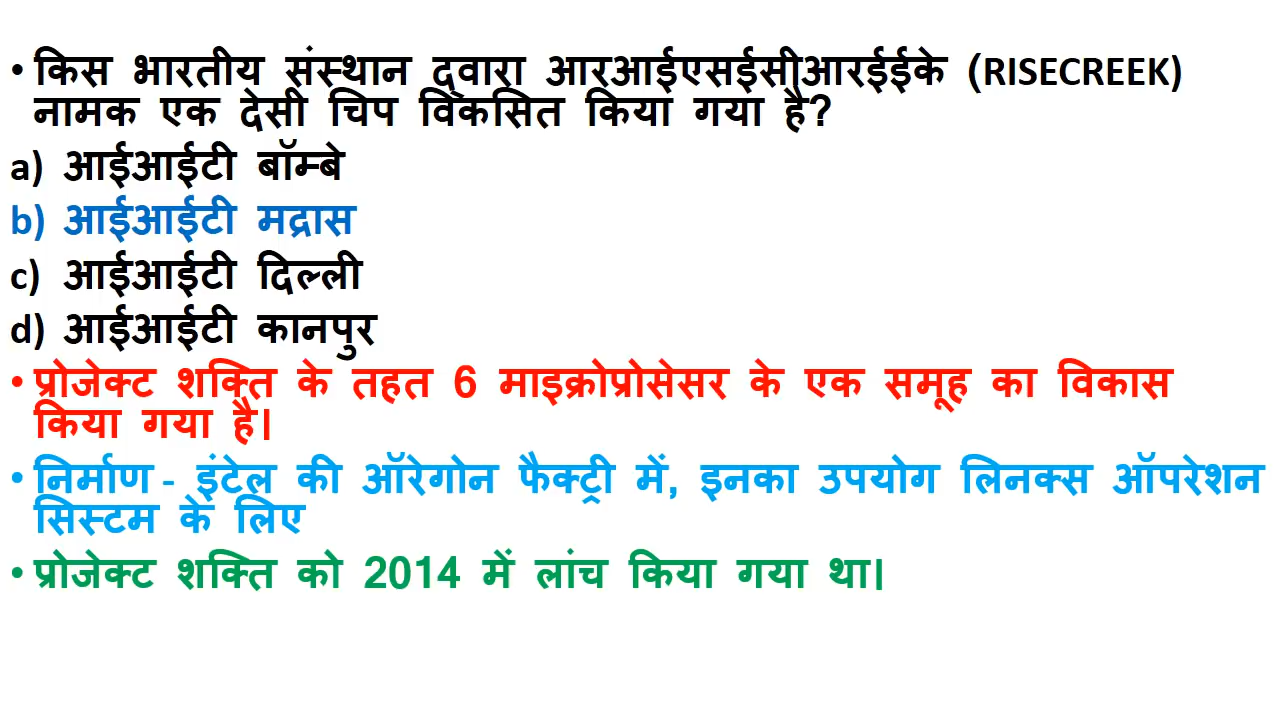 • किस भारतीय संस्थान द्वारा आरआईएसईसीआरईईके (RISECREEK)
नामक एक देसी चिप विकसित किया गया है?
a) आईआईटी बॉम्बे
b) आईआईटी मद्रास
c) आईआईटी दिल्ली
d) आईआईटी कानपुर
• प्रोजेक्ट शक्ति के तहत 6 माइक्रोप्रोसेसर के एक समूह का विकास
किया गया है।
• निर्माण - इंटेल की ऑरेगोन फैक्ट्री में, इनका उपयोग लिनक्स ऑपरेशन
सिस्टम के लिए
• प्रोजेक्ट शक्ति को 2014 में लांच किया गया था।